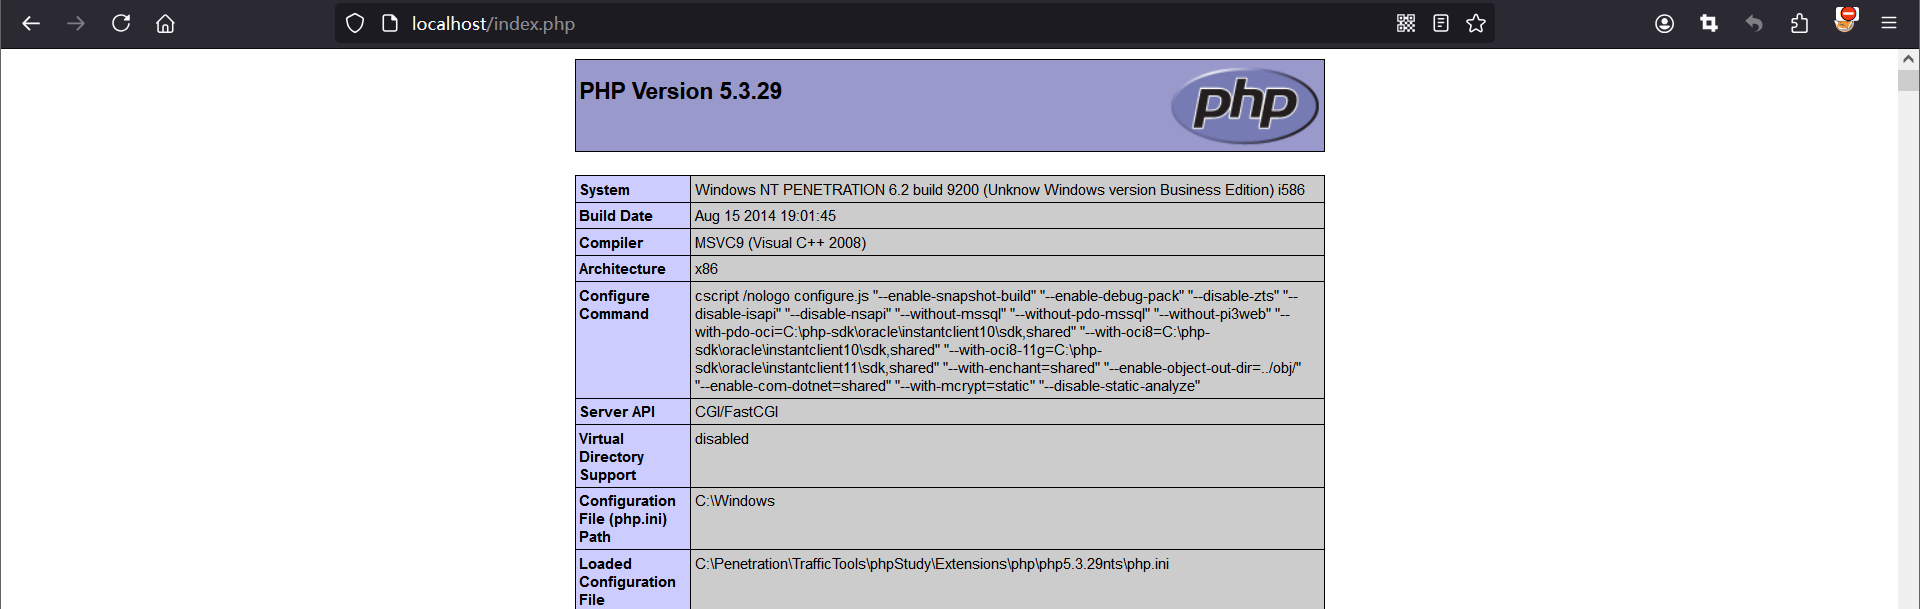 localhost/index.php
PHP Version 5.3.29
php
System
Windows NT PENETRATION 6.2 build 9200 (Unknow Windows version Business Edition) i586
Build Date
Aug 15 2014 19:01:45
Compiler
MSVC9 (Visual C++ 2008)
Architecture
x86
Configure
Command
cscript /nologo configure.js "--enable-snapshot-build" "--enable-debug-pack" "--disable-zts" "--
disable-isapi" "--disable-nsapi" "--without-mssql" "--without-pdo-mssql" "--without-pi3web" "--
with-pdo-oci=C:\php-sdk\oracle\instantclient10\sdk,shared" "--with-oci8=C:\php-
sdk\oracle\instantclient10\sdk,shared" "--with-oci8-11g=C:\php-
sdk\oracle\instantclient11\sdk,shared" "--with-enchant=shared" "--enable-object-out-dir=../obj/"
"--enable-com-dotnet=shared" "--with-mcrypt=static" "--disable-static-analyze"
Server API
CGI/FastCGI
Virtual
Directory
Support
disabled
Configuration
File (php.ini)
Path
C:\Windows
Loaded
Configuration
File
C:\Penetration\TrafficTools\phpStudy\Extensions\php\php5.3.29nts\php.ini